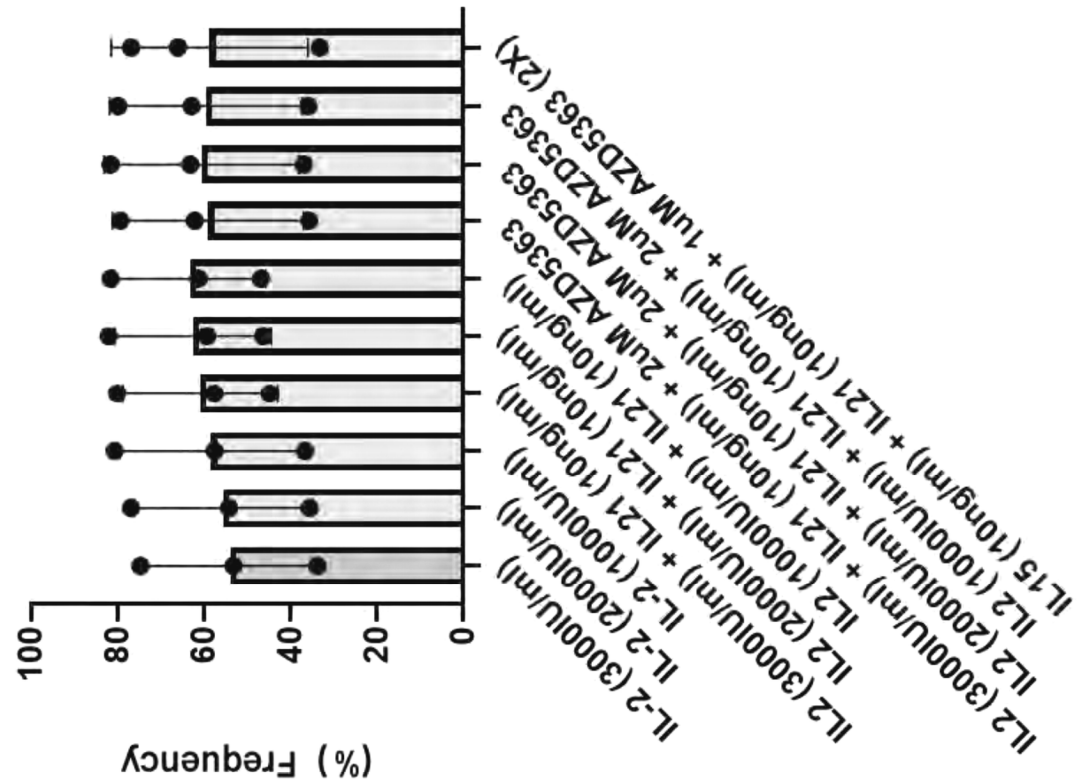 (%) Frequency
100
80
60
40
20
0
IL-2 (3000IU/ml)
IL-2 (2000IU/ml)
IL-2 (1000IU/ml)
IL2 (3000IU/ml) + IL21 (10ng/ml)
IL2 (2000IU/ml) + IL21 (10ng/ml)
IL2 (1000IU/ml) + IL21 (10ng/ml)
IL2 (3000IU/ml) + IL21 (10ng/ml) + 2uM AZD5363
IL2 (2000IU/ml) + IL21 (10ng/ml) + 2uM AZD5363
IL2 (1000IU/ml) + IL21 (10ng/ml) + 2uM AZD5363
IL15 (10ng/ml) + IL21 (10ng/ml) + 1uM AZD5363 (2X)